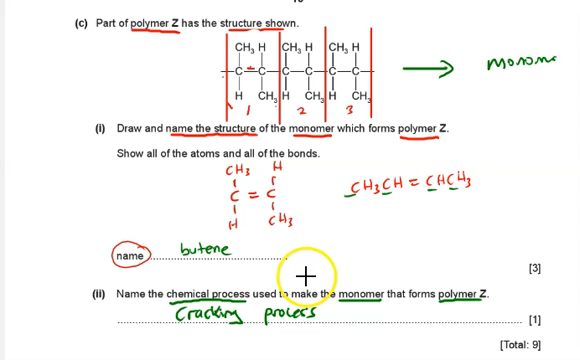 (c) Part of polymer Z has the structure shown.
CH3 H CH3 H CH3 H
C C C C C C monome
H CH3 H CH3 H CH3
1 2 3
(i) Draw and name the structure of the monomer which forms polymer Z.
Show all of the atoms and all of the bonds.
CH3 H
C = C CH3CH = CHCH3
H CH3
name butene
[3]
(ii) Name the chemical process used to make the monomer that forms polymer Z.
Cracking process [1]
[Total: 9]